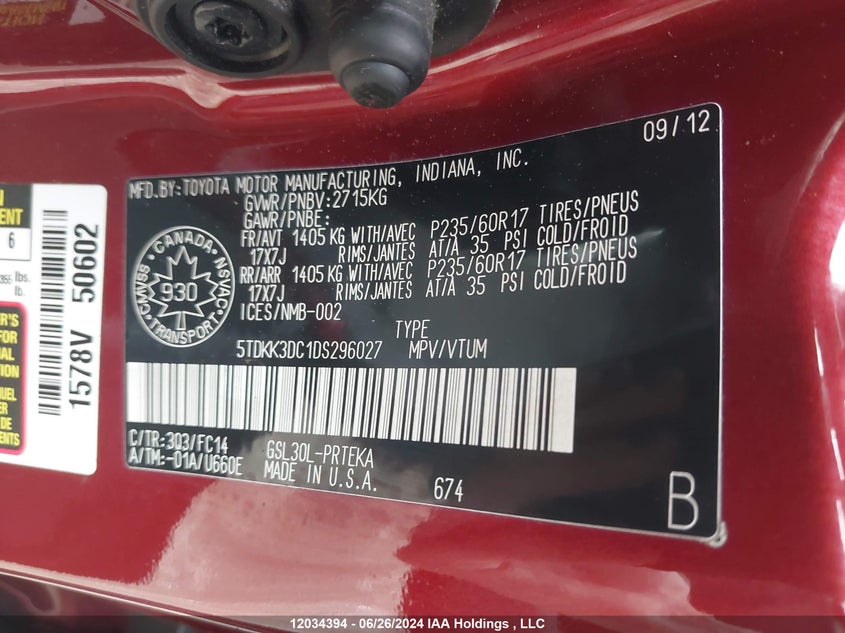 09/12
MFD.BY:TOYOTA MOTOR MANUFACTURING, INDIANA, INC.
GVWR/PNBV:2715KG
GAWR/PNBE:
FR/AVT 1405 KG WITH/AVEC P235/60R17 TIRES/PNEUS
17X7J RIMS/JANTES AT/A 35 PSI COLD/FROID
RR/ARR 1405 KG WITH/AVEC P235/60R17 TIRES/PNEUS
17X7J RIMS/JANTES AT/A 35 PSI COLD/FROID
ICES/NMB-002
CANADA
CMVSS 930 NSVAC
TRANSPORT
TYPE
5TDKK3DC1DS296027 MPV/VTUM
C/TR:3Q3/FC14 GSL30L-PRTEKA
A/TM:-01A/U660E MADE IN U.S.A.
674
B
1578V 50602
6
355 lbs.
lb.
12034394 - 06/26/2024 IAA Holdings , LLC